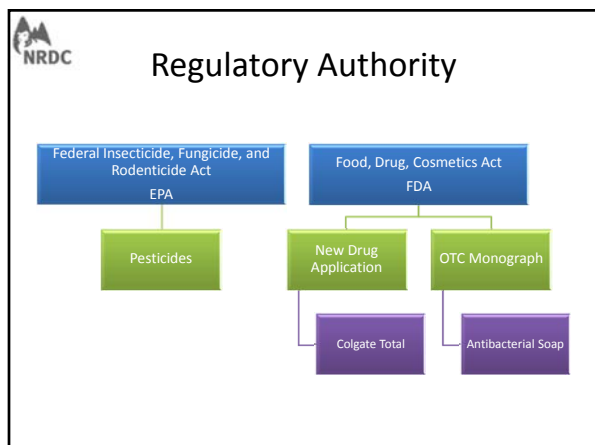 NRDC
Regulatory Authority
Federal Insecticide, Fungicide, and
Rodenticide Act
EPA
Food, Drug, Cosmetics Act
FDA
Pesticides
New Drug
Application
OTC Monograph
Colgate Total
Antibacterial Soap